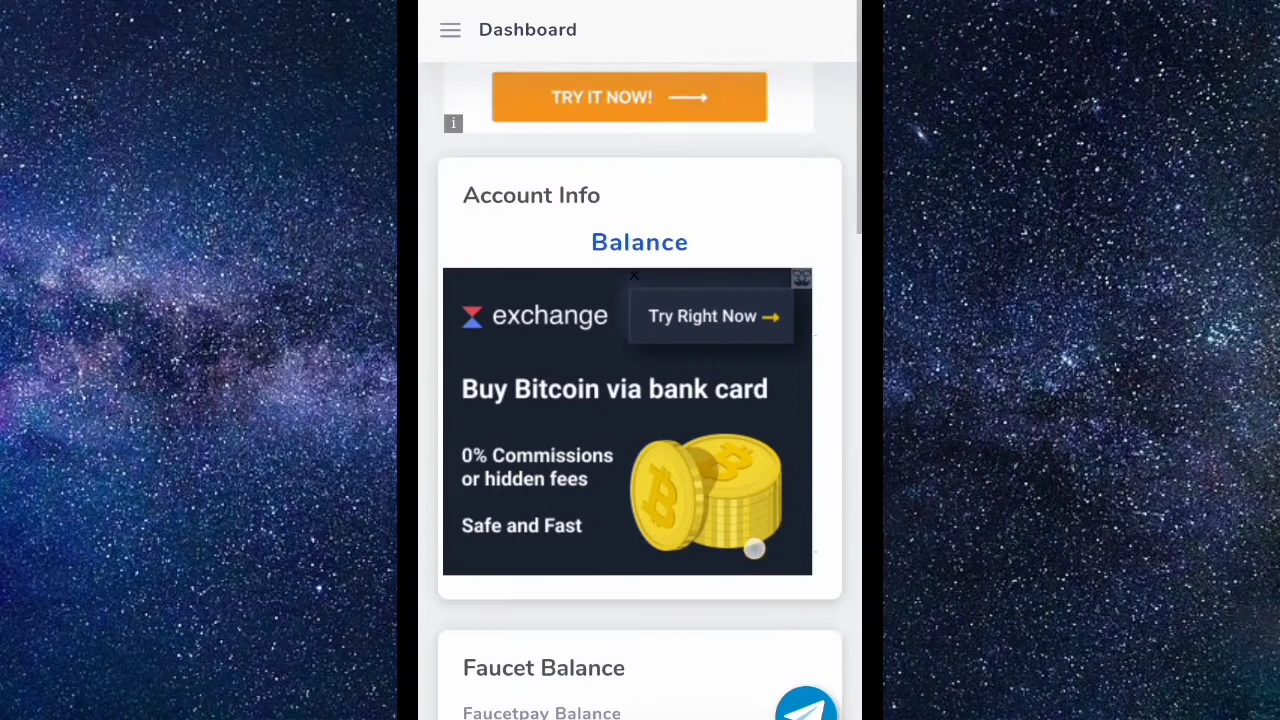 Dashboard
TRY IT NOW!
i
Account Info
Balance
exchange
Try Right Now
Buy Bitcoin via bank card
0% Commissions
or hidden fees
Safe and Fast
Faucet Balance
Faucetpay Balance